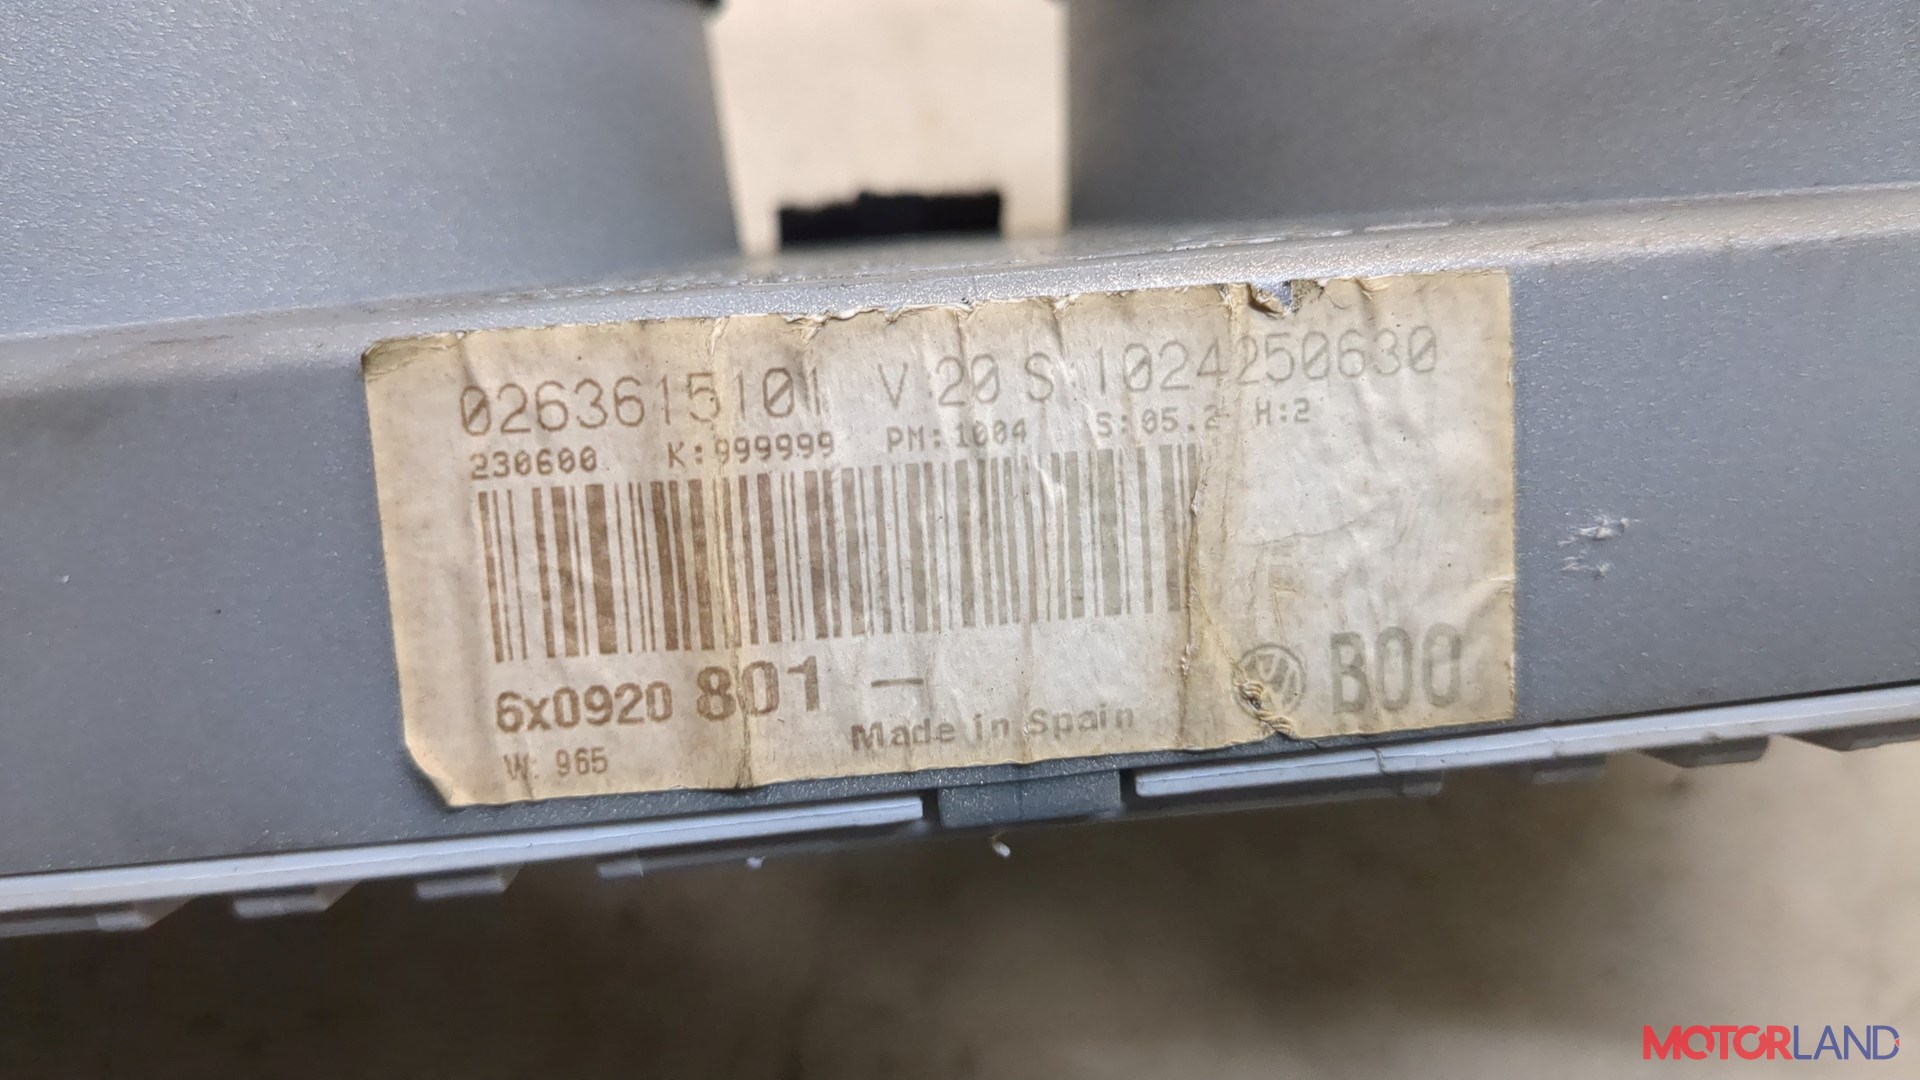 0263615101 V:20 S:1024250630
230600 K:999999 PM:1004 S:05.2 H:2
6x0920 801 —
B00
Made in Spain
W: 965
MOTORLAND